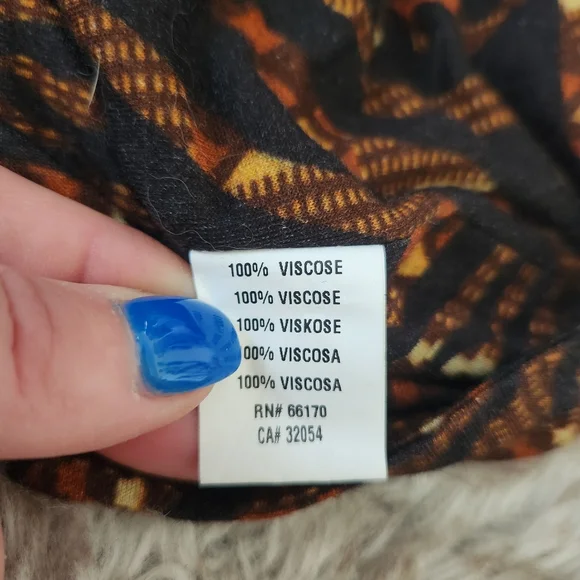 100% VISCOSE
100% VISCOSE
100% VISKOSE
00% VISCOSA
100% VISCOSA
RN# 66170
CA# 32054